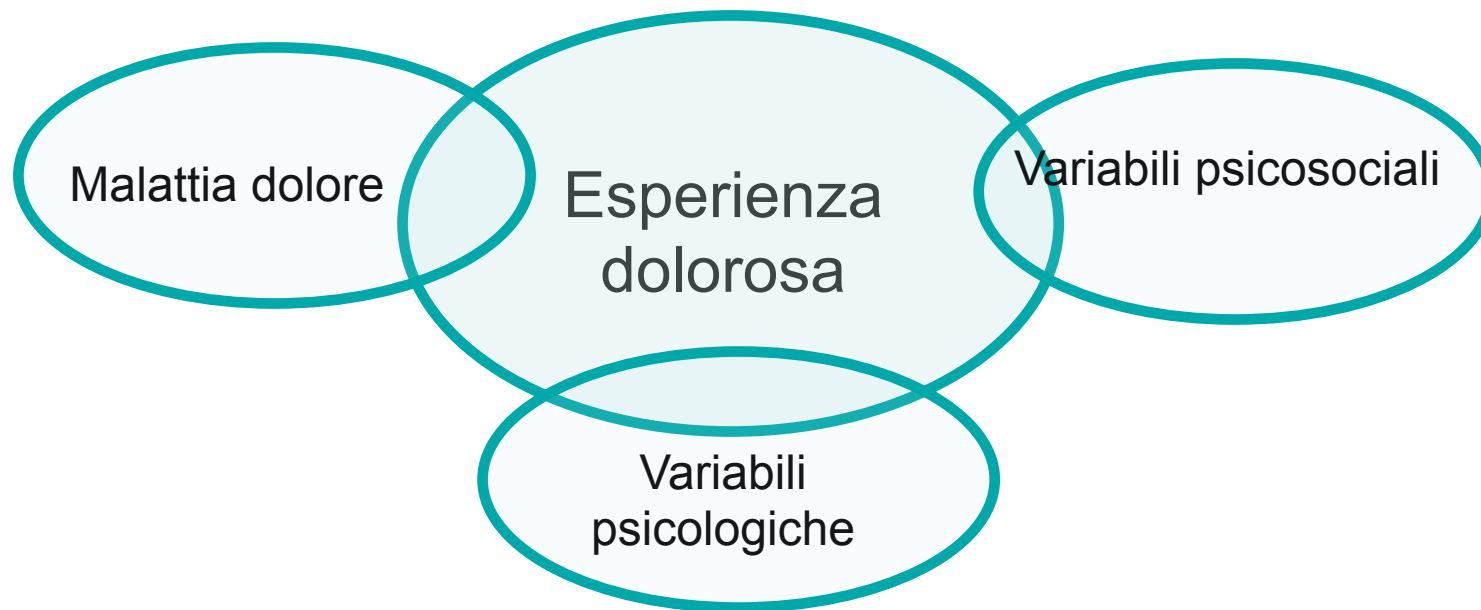 Malattia dolore
Esperienza
dolorosa
Variabili psicosociali
Variabili
psicologiche